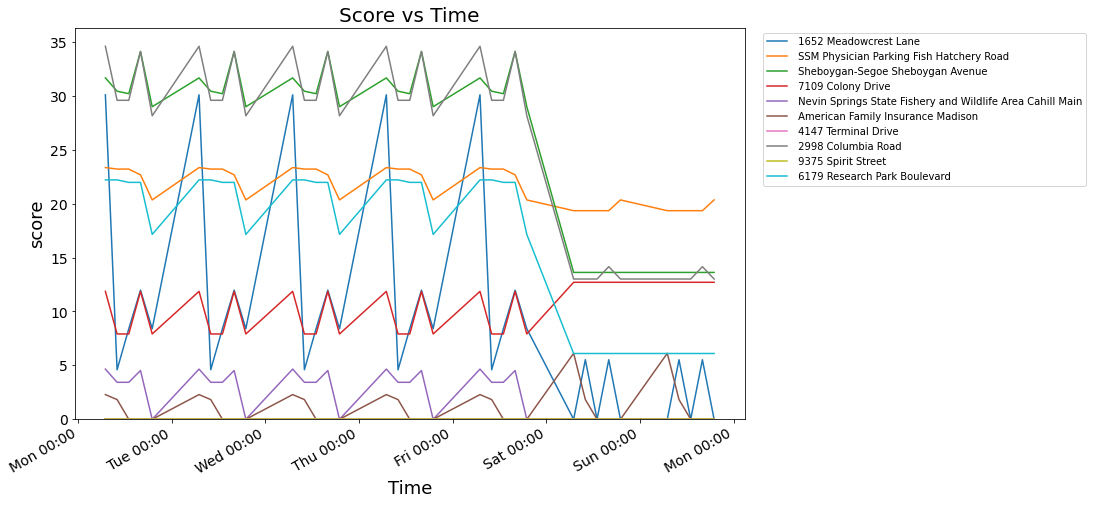 Score vs Time
35
30
25
20
15
10
5
0
score
Mon 00:00
Tue 00:00
Wed 00:00
Thu 00:00
Fri 00:00
Sat 00:00
Sun 00:00
Mon 00:00
Time
1652 Meadowcrest Lane
SSM Physician Parking Fish Hatchery Road
Sheboygan-Segoe Sheboygan Avenue
7109 Colony Drive
Nevin Springs State Fishery and Wildlife Area Cahill Main
American Family Insurance Madison
4147 Terminal Drive
2998 Columbia Road
9375 Spirit Street
6179 Research Park Boulevard